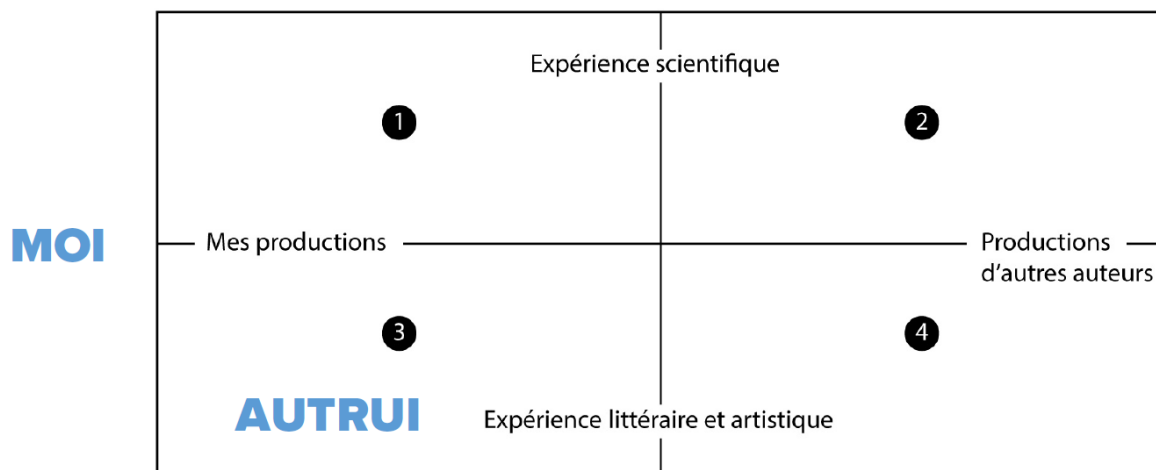 Expérience scientifique
1
2
MOI
Mes productions
Productions
d'autres auteurs
3
4
AUTRUI
Expérience littéraire et artistique